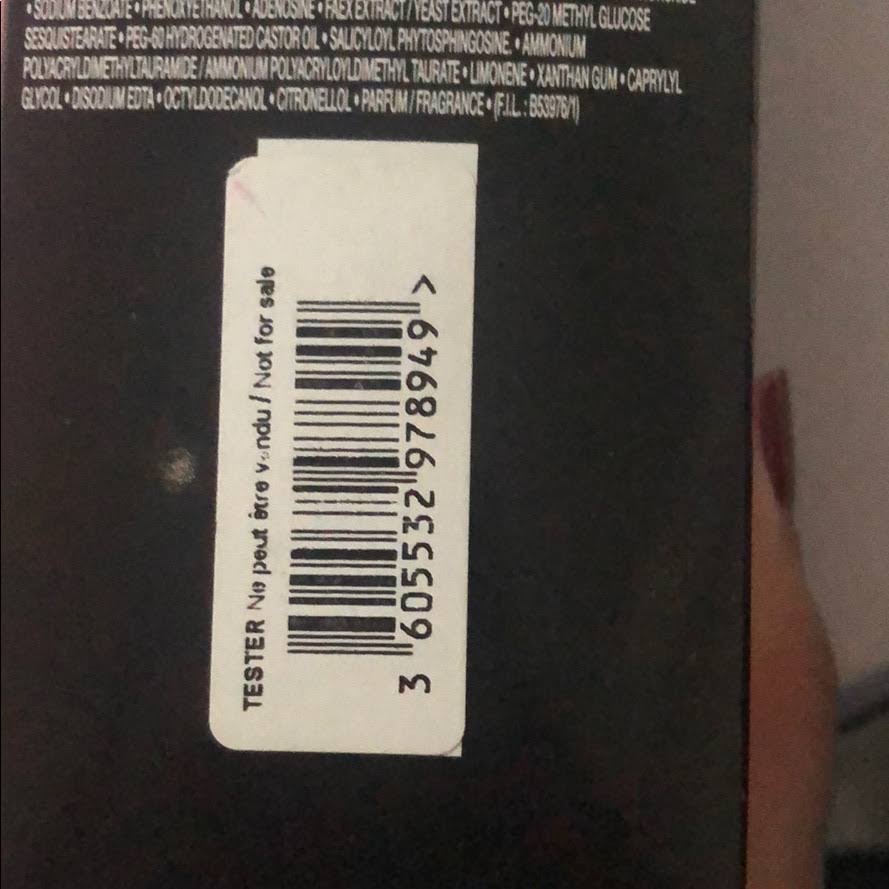 • SODIUM BENZOATE • PHENOXYETHANOL • ADENOSINE • FAEX EXTRACT / YEAST EXTRACT • PEG-20 METHYL GLUCOSE
SESQUISTEARATE • PEG-60 HYDROGENATED CASTOR OIL • SALICYLOYL PHYTOSPHINGOSINE. • AMMONIUM
POLYACRYLDIMETHYLTAURAMIDE / AMMONIUM POLYACRYLOYLDIMETHYL TAURATE • LIMONENE • XANTHAN GUM • CAPRYLYL
GLYCOL • DISODIUM EDTA • OCTYLDODECANOL • CITRONELLOL • PARFUM / FRAGRANCE • (F.I.L. : B53976/1)
TESTER Ne peut être vendu / Not for sale
3 605532 978949 >